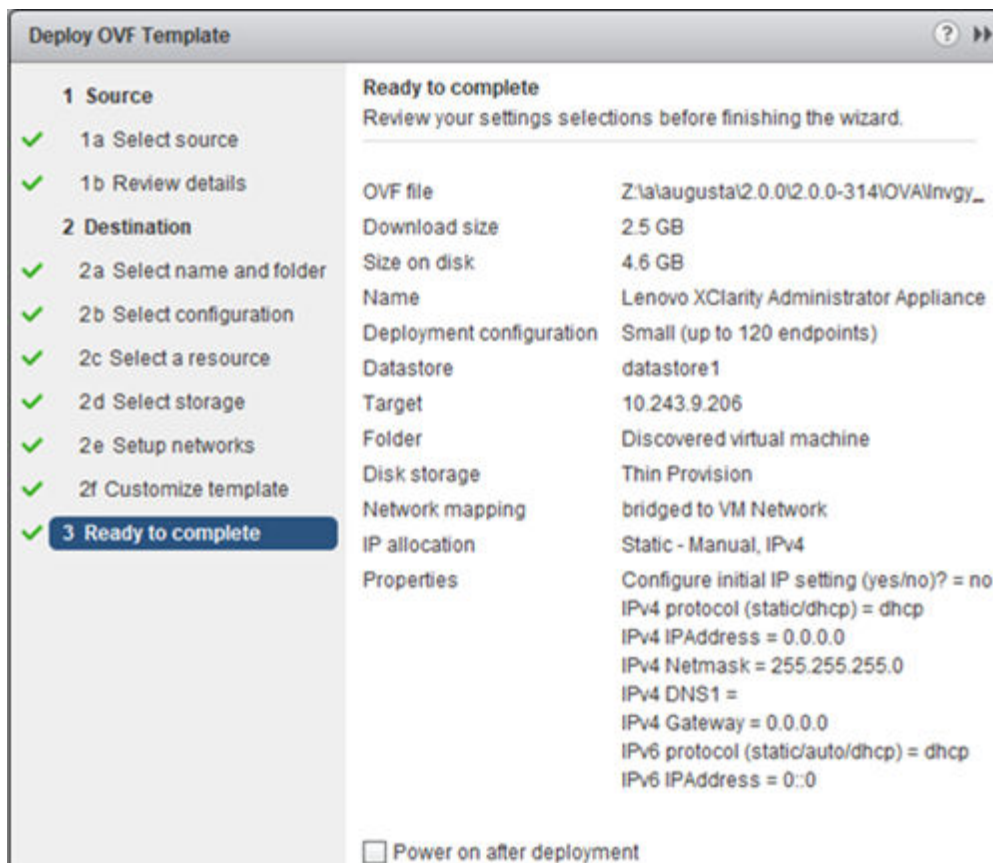 Deploy OVF Template
1 Source
1a Select source
1b Review details
2 Destination
2a Select name and folder
2b Select configuration
2c Select a resource
2d Select storage
2e Setup networks
2f Customize template
3 Ready to complete
Ready to complete
Review your settings selections before finishing the wizard.
OVF file Z:\a\augusta\2.0.0\2.0.0-314\OVA\lnvgy_
Download size 2.5 GB
Size on disk 4.6 GB
Name Lenovo XClarity Administrator Appliance
Deployment configuration Small (up to 120 endpoints)
Datastore datastore1
Target 10.243.9.206
Folder Discovered virtual machine
Disk storage Thin Provision
Network mapping bridged to VM Network
IP allocation Static - Manual, IPv4
Properties Configure initial IP setting (yes/no)? = no
IPv4 protocol (static/dhcp) = dhcp
IPv4 IPAddress = 0.0.0.0
IPv4 Netmask = 255.255.255.0
IPv4 DNS1 =
IPv4 Gateway = 0.0.0.0
IPv6 protocol (static/auto/dhcp) = dhcp
IPv6 IPAddress = 0::0
Power on after deployment